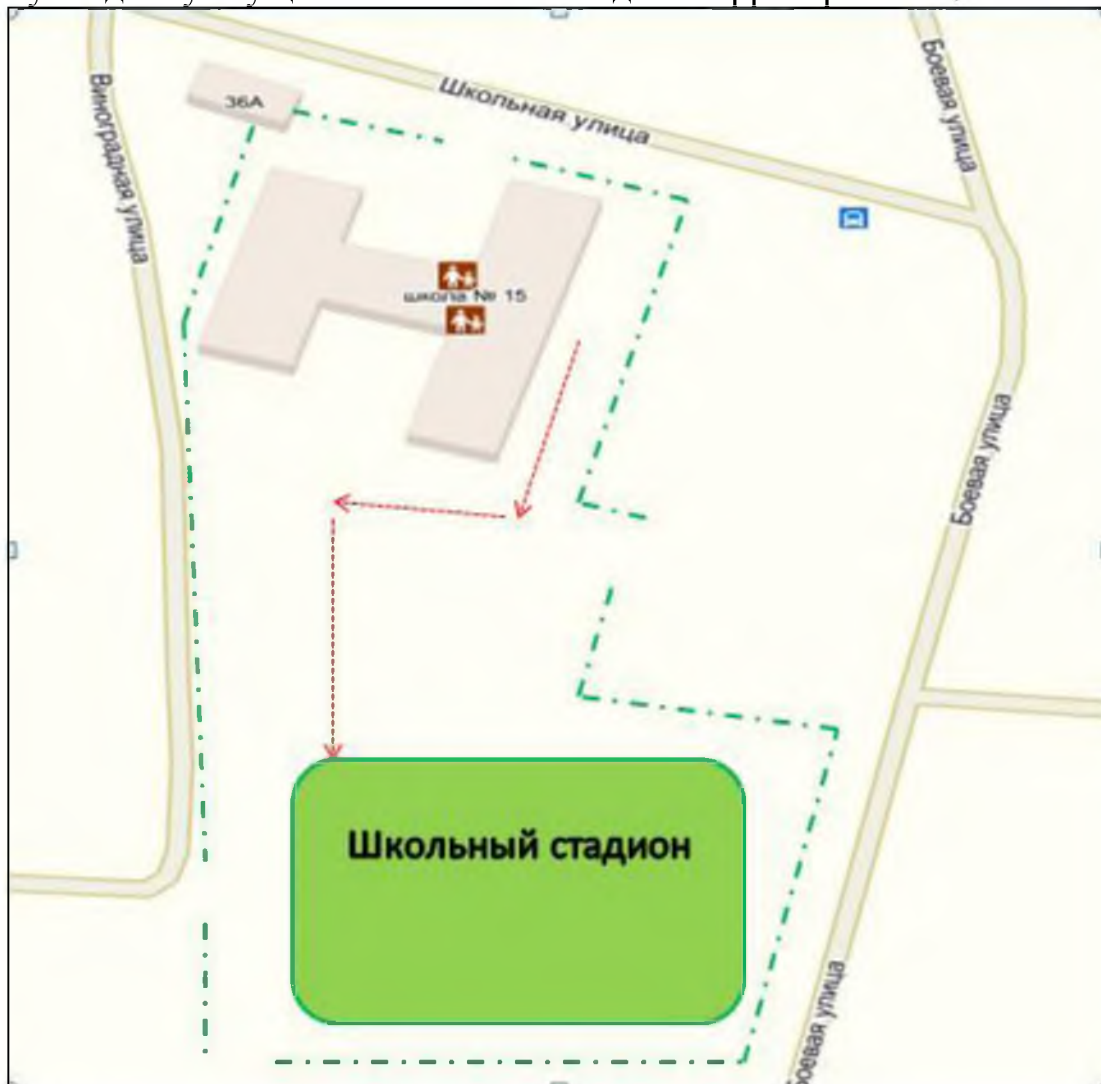 Виноградная улица
36А
Школьная улица
Боевая улица
школа № 15
Боевая улица
Школьный стадион
Боевая улица